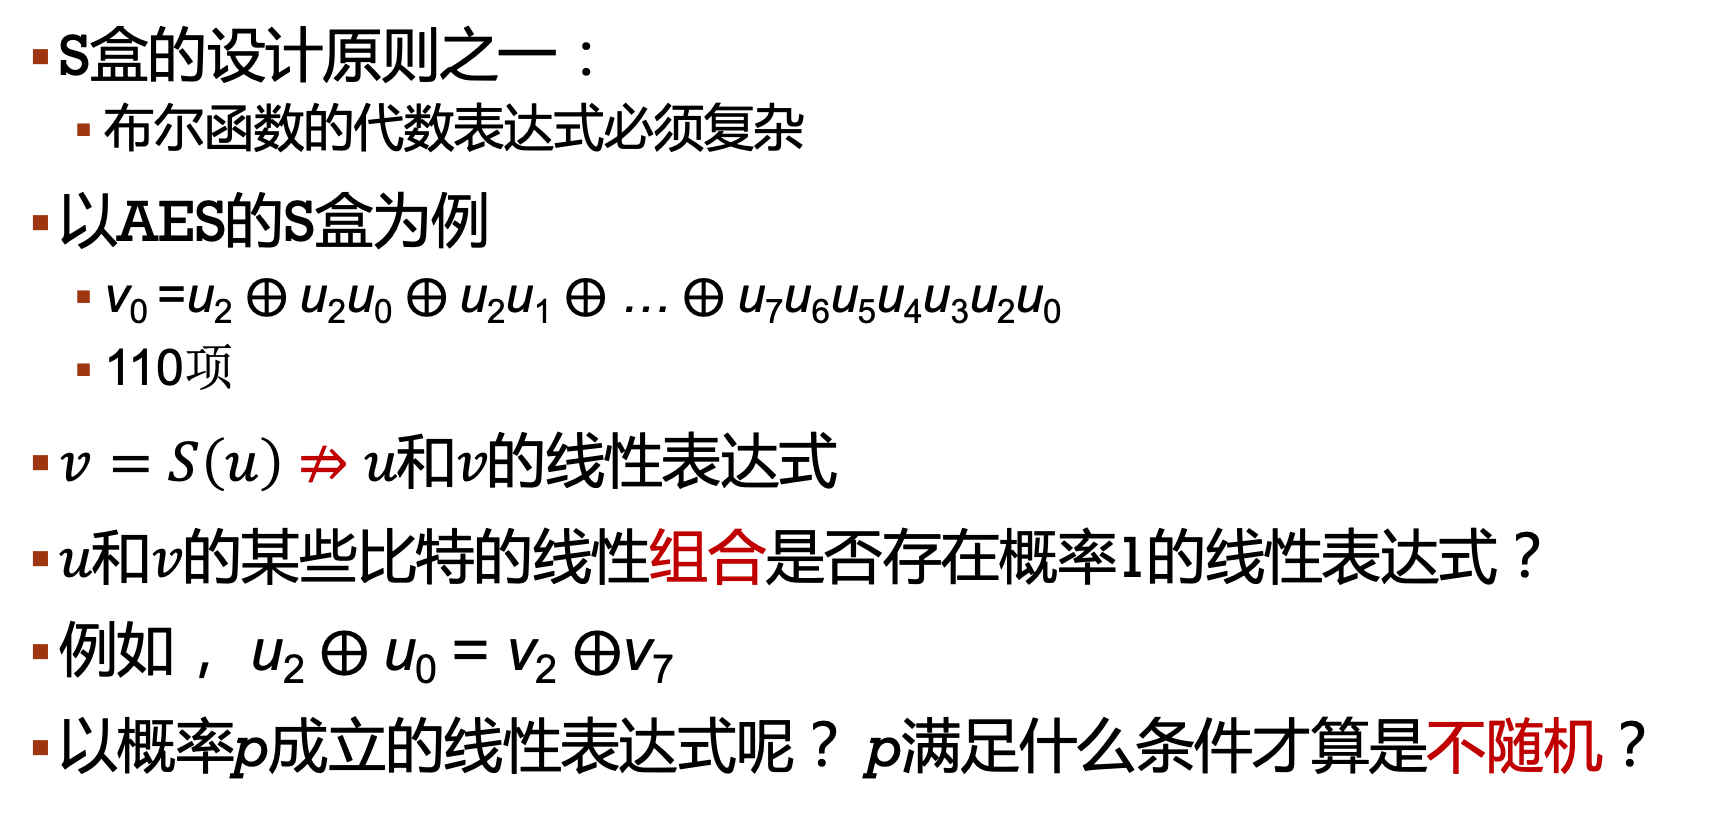 S盒的设计原则之一：
布尔函数的代数表达式必须复杂
以AES的S盒为例
v₀ =u₂ ⊕ u₂u₀ ⊕ u₂u₁ ⊕ … ⊕ u₇u₆u₅u₄u₃u₂u₀
110项
v = S(u) ⇏ u和v的线性表达式
u和v的某些比特的线性组合是否存在概率1的线性表达式？
例如， u₂ ⊕ u₀ = v₂ ⊕v₇
以概率p成立的线性表达式呢？ p满足什么条件才算是不随机？